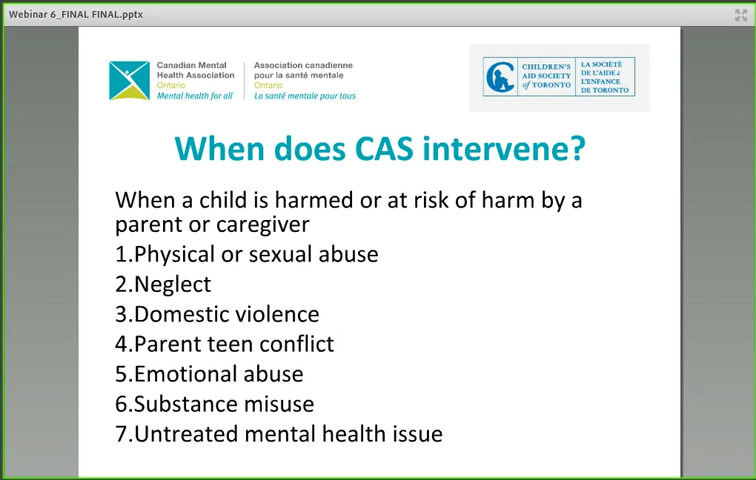 Webinar 6_FINAL FINAL.pptx
Canadian Mental
Health Association
Ontario
Mental health for all
Association canadienne
pour la santé mentale
Ontario
La santé mentale pour tous
CHILDREN'S
AID SOCIETY
of TORONTO
LA SOCIÉTÉ
DE L'AIDE à
L'ENFANCE
DE TORONTO
When does CAS intervene?
When a child is harmed or at risk of harm by a
parent or caregiver
1.Physical or sexual abuse
2.Neglect
3.Domestic violence
4.Parent teen conflict
5.Emotional abuse
6.Substance misuse
7.Untreated mental health issue